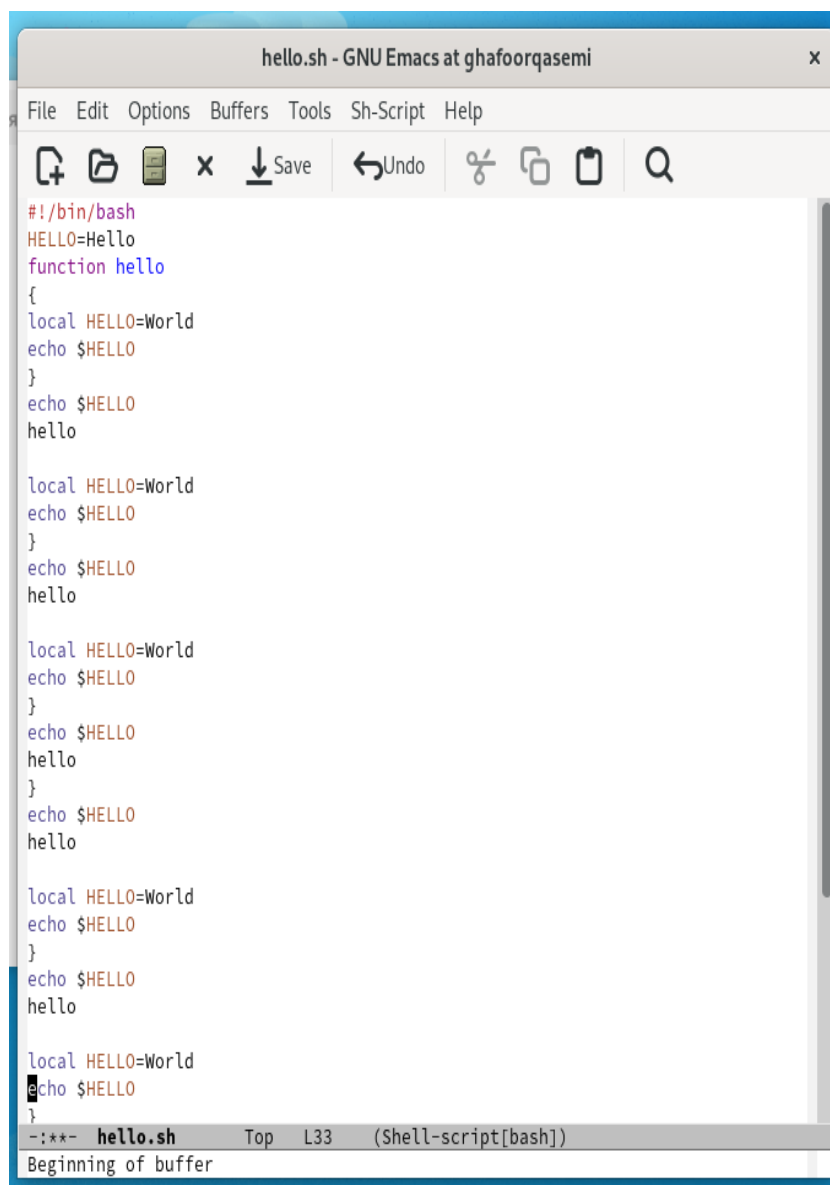 hello.sh - GNU Emacs at ghafoorqasemi x
File Edit Options Buffers Tools Sh-Script Help
Save Undo
#!/bin/bash
HELLO=Hello
function hello
{
local HELLO=World
echo $HELLO
}
echo $HELLO
hello
local HELLO=World
echo $HELLO
}
echo $HELLO
hello
local HELLO=World
echo $HELLO
}
echo $HELLO
hello
}
echo $HELLO
hello
local HELLO=World
echo $HELLO
}
echo $HELLO
hello
local HELLO=World
echo $HELLO
}
-:**- hello.sh Top L33 (Shell-script[bash])
Beginning of buffer